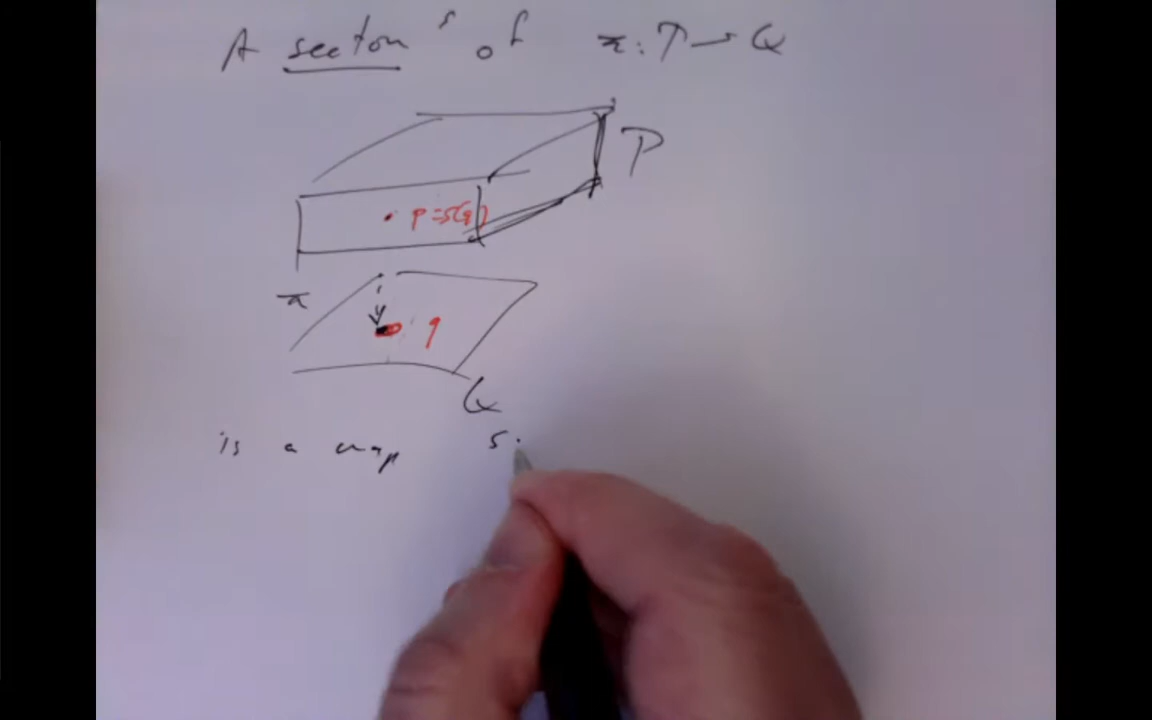 A section s of π: P → Q
P
p = s(q)
π
q
Q
is a map s: